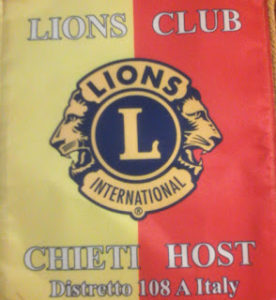 LIONS CLUB
LIONS
L
INTERNATIONAL
®
CHIETI HOST
Distretto 108 A Italy